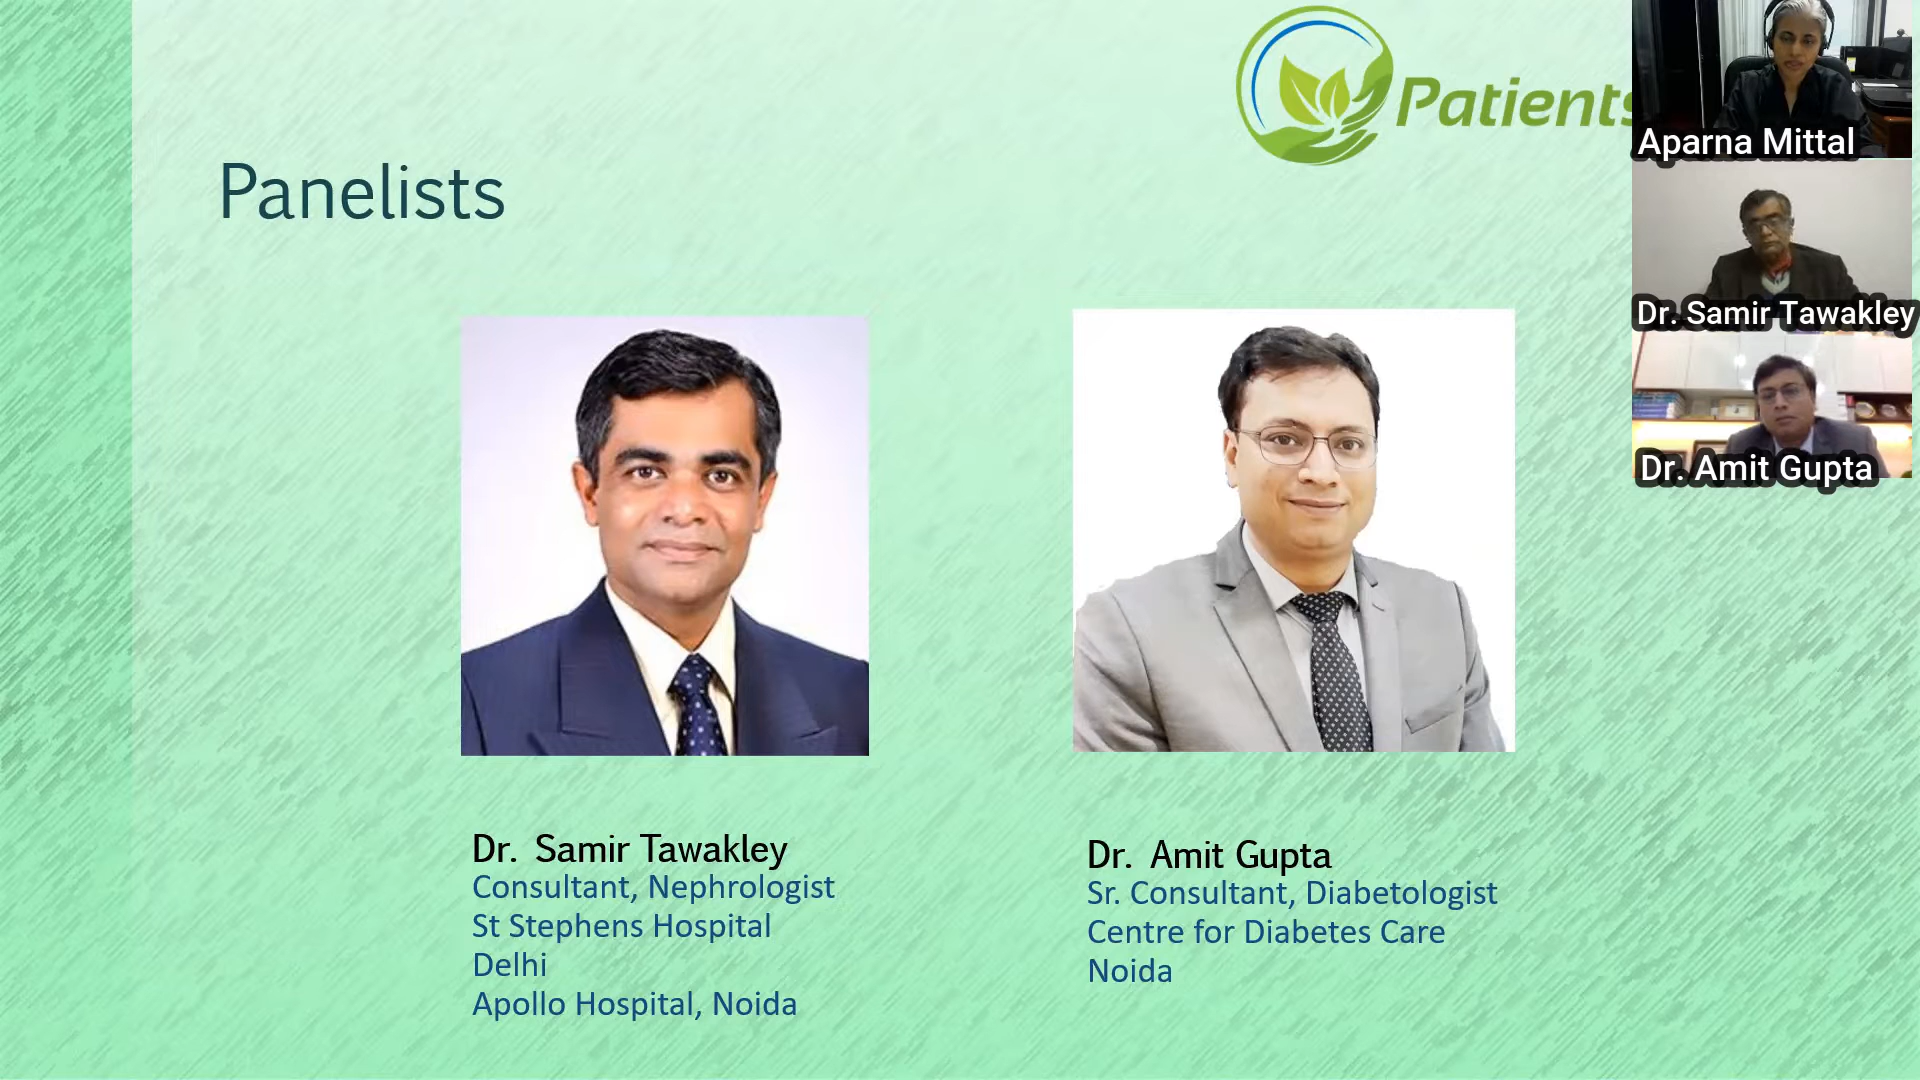 Patients
Aparna Mittal
Panelists
Dr. Samir Tawakley
Dr. Amit Gupta
Dr. Samir Tawakley
Consultant, Nephrologist
St Stephens Hospital
Delhi
Apollo Hospital, Noida
Dr. Amit Gupta
Sr. Consultant, Diabetologist
Centre for Diabetes Care
Noida